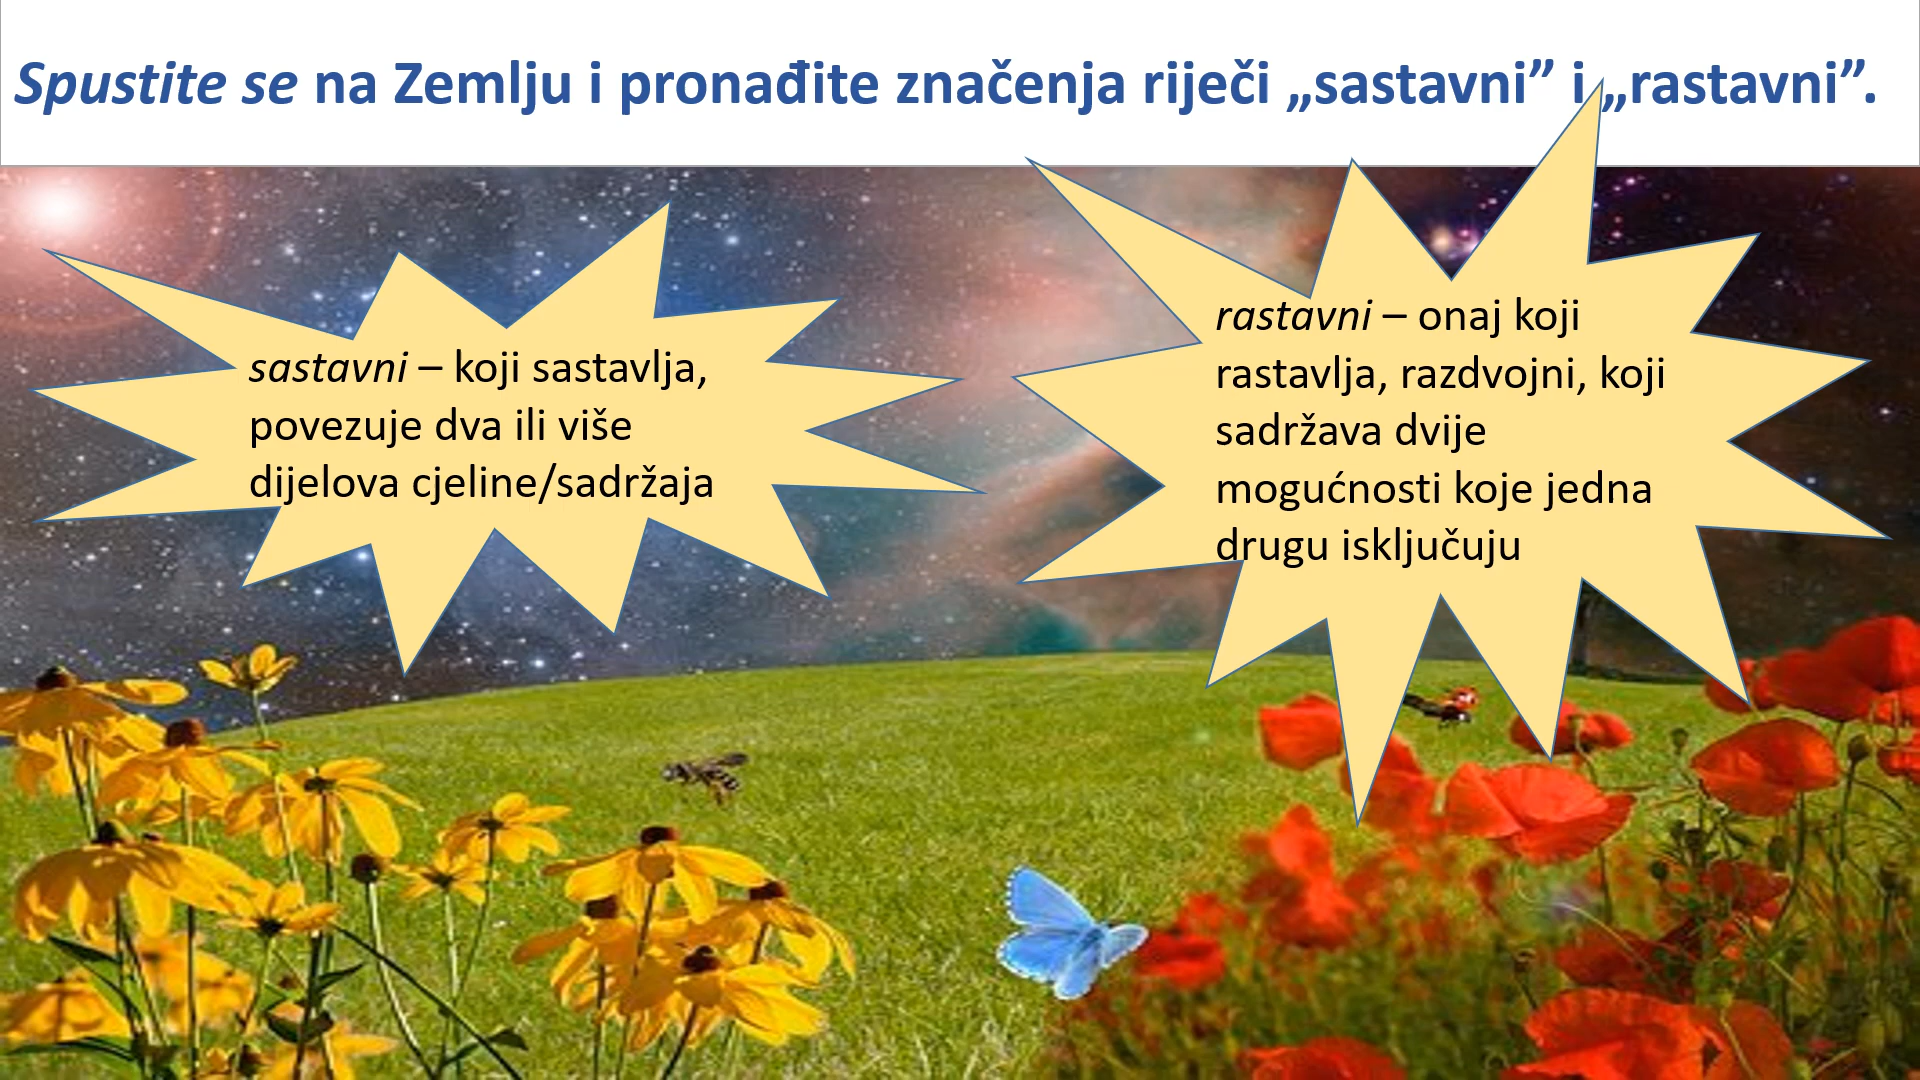 Spustite se na Zemlju i pronađite značenja riječi „sastavni” i „rastavni”.
sastavni – koji sastavlja,
povezuje dva ili više
dijelova cjeline/sadržaja
rastavni – onaj koji
rastavlja, razdvojni, koji
sadržava dvije
mogućnosti koje jedna
drugu isključuju